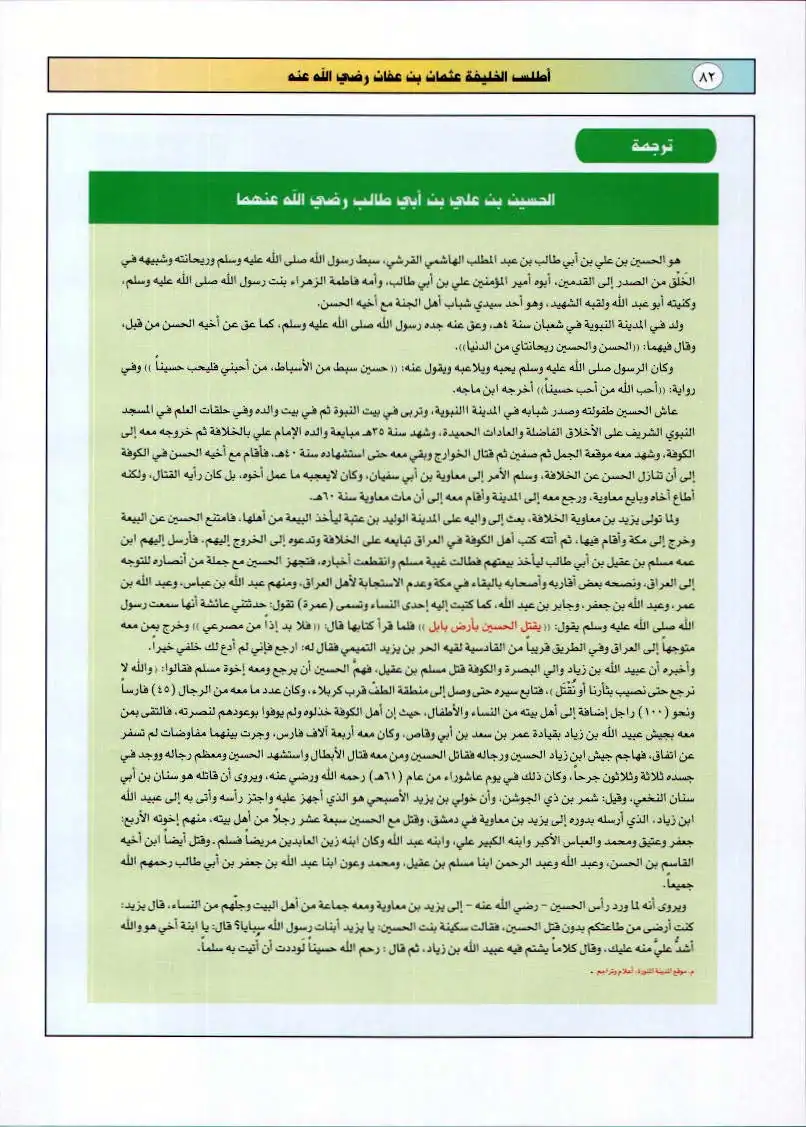 ٨٢
أطلس الخليفة عثمان بن عفان رضي الله عنه
ترجمة
الحسين بن علي بن أبي طالب رضي الله عنهما
هو الحسين بن علي بن أبي طالب بن عبد المطلب الهاشمي القرشي، سبط رسول الله صلى الله عليه وسلم وريحانته وشبيهه في
الخَلْق من الصدر إلى القدمين، أبوه أمير المؤمنين علي بن أبي طالب، وأمه فاطمة الزهراء بنت رسول الله صلى الله عليه وسلم،
وكنيته أبو عبد الله ولقبه الشهيد، وهو أحد سيدي شباب أهل الجنة مع أخيه الحسن.
ولد في المدينة النبوية في شعبان سنة ٤هـ، وعق عنه جده رسول الله صلى الله عليه وسلم، كما عق عن أخيه الحسن من قبل،
وقال فيهما: ((الحسن والحسين ريحانتاي من الدنيا)).
وكان الرسول صلى الله عليه وسلم يحبه ويلاعبه ويقول عنه: (( حسين سبط من الأسباط، من أحبني فليحب حسيناً )) وفي
رواية: ((أحب الله من أحب حسيناً)) أخرجه ابن ماجه.
عاش الحسين طفولته وصدر شبابه في المدينة االنبوية، وتربى في بيت النبوة ثم في بيت والده وفي حلقات العلم في المسجد
النبوي الشريف على الأخلاق الفاضلة والعادات الحميدة، وشهد سنة ٣٥هـ مبايعة والده الإمام علي بالخلافة ثم خروجه معه إلى
الكوفة، وشهد معه موقعة الجمل ثم صفين ثم قتال الخوارج وبقي معه حتى استشهاده سنة ٤٠هـ، فأقام مع أخيه الحسن في الكوفة
إلى أن تنازل الحسن عن الخلافة، وسلم الأمر إلى معاوية بن أبي سفيان، وكان لايعجبه ما عمل أخوه، بل كان رأيه القتال، ولكنه
أطاع أخاه وبايع معاوية، ورجع معه إلى المدينة وأقام معه إلى أن مات معاوية سنة ٦٠هـ.
ولما تولى يزيد بن معاوية الخلافة، بعث إلى واليه على المدينة الوليد بن عتبة ليأخذ البيعة من أهلها، فامتنع الحسين عن البيعة
وخرج إلى مكة وأقام فيها، ثم أتته كتب أهل الكوفة في العراق تبايعه على الخلافة وتدعوه إلى الخروج إليهم. فأرسل إليهم ابن
عمه مسلم بن عقيل بن أبي طالب ليأخذ بيعتهم فطالت غيبة مسلم وانقطعت أخباره، فتجهز الحسين مع جملة من أنصاره للتوجه
إلى العراق، ونصحه بعض أقاربه وأصحابه بالبقاء في مكة وعدم الاستجابة لأهل العراق، ومنهم عبد الله بن عباس، وعبد الله بن
عمر، وعبد الله بن جعفر، وجابر بن عبد الله، كما كتبت إليه إحدى النساء وتسمى (عمرة) تقول: حدثتني عائشة أنها سمعت رسول
الله صلى الله عليه وسلم يقول: (( يقتل الحسين بأرض بابل )) فلما قرأ كتابها قال: ((فلا بد إذاً من مصرعي )) وخرج بمن معه
متوجهاً إلى العراق وفي الطريق قريباً من القادسية لقيه الحر بن يزيد التميمي فقال له: ارجع فإني لم أدع لك خلفي خيراً.
وأخبره أن عبيد الله بن زياد والي البصرة والكوفة قتل مسلم بن عقيل، فهمَّ الحسين أن يرجع ومعه إخوة مسلم فقالوا: (والله لا
نرجع حتى نصيب بثأرنا أو نُقْتَل )، فتابع سيره حتى وصل إلى منطقة الطفّ قرب كربلاء، وكان عدد ما معه من الرجال (٤٥) فارساً
ونحو (١٠٠) راجل إضافة إلى أهل بيته من النساء والأطفال، حيث إن أهل الكوفة خذلوه ولم يوفوا بوعودهم لنصرته، فالتقى بمن
معه بجيش عبيد الله بن زياد بقيادة عمر بن سعد بن أبي وقاص، وكان معه أربعة آلاف فارس، وجرت بينهما مفاوضات لم تسفر
عن اتفاق، فهاجم جيش ابن زياد الحسين ورجاله فقاتل الحسين ومن معه قتال الأبطال واستشهد الحسين ومعظم رجاله ووجد في
جسده ثلاثة وثلاثون جرحاً، وكان ذلك في يوم عاشوراء من عام (٦١هـ) رحمه الله ورضي عنه، ويروى أن قاتله هو سنان بن أبي
سنان النخعي، وقيل: شمر بن ذي الجوشن، وأن خولي بن يزيد الأصبحي هو الذي أجهز عليه واجتز رأسه وأتى به إلى عبيد الله
ابن زياد، الذي أرسله بدوره إلى يزيد بن معاوية في دمشق، وقتل مع الحسين سبعة عشر رجلاً من أهل بيته، منهم إخوته الأربع:
جعفر وعتيق ومحمد والعباس الأكبر وابنه الكبير علي، وابنه عبد الله وكان ابنه زين العابدين مريضاً فسلم. وقتل أيضاً ابن أخيه
القاسم بن الحسن، وعبد الله وعبد الرحمن ابنا مسلم بن عقيل، ومحمد وعون ابنا عبد الله بن جعفر بن أبي طالب رحمهم الله
جميعاً.
ويروى أنه لما ورد رأس الحسين – رضي الله عنه – إلى يزيد بن معاوية ومعه جماعة من أهل البيت وجلّهم من النساء، قال يزيد:
كنت أرضى من طاعتكم بدون قتل الحسين، فقالت سكينة بنت الحسين: يا يزيد أبنات رسول الله سبايا؟ قال: يا ابنة أخي هو والله
أشدُّ عليَّ منه عليك، وقال كلاماً يشتم فيه عبيد الله بن زياد، ثم قال : رحم الله حسيناً لَوددت أن أُتيت به سلماً.
م. موقع المدينة المنورة، أعلام وتراجم .